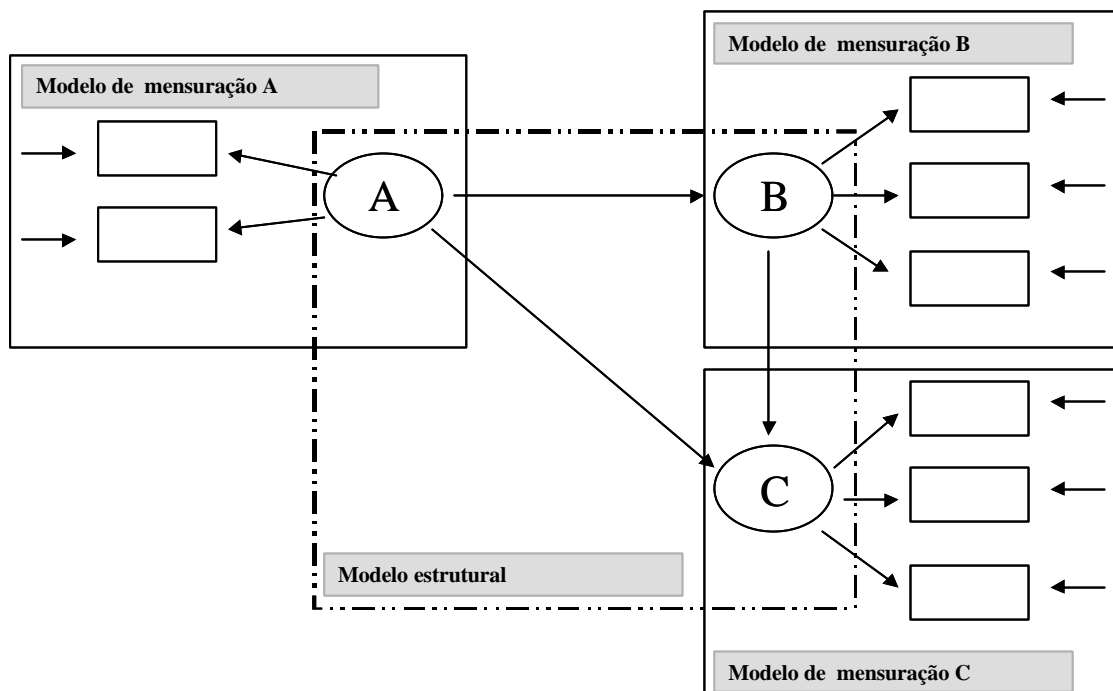 Modelo de mensuração B
Modelo de mensuração A
A
B
C
Modelo estrutural
Modelo de mensuração C